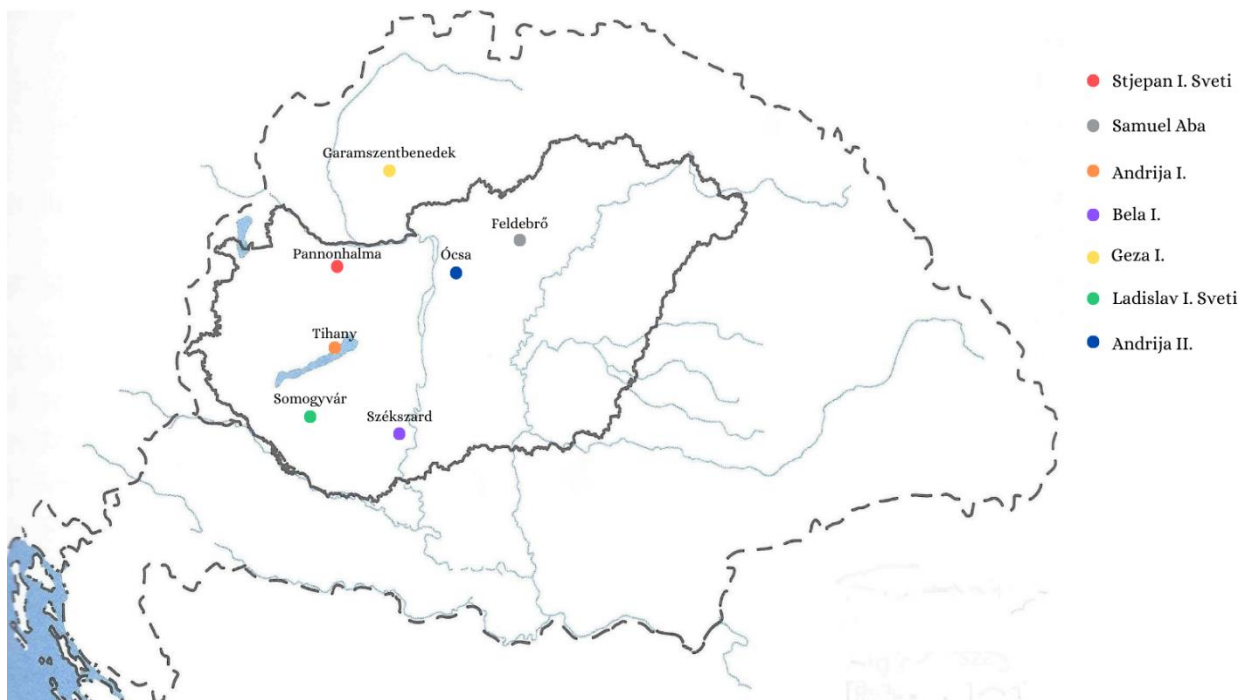 Garamszentbenedek
Feldebrő
Pannonhalma
Ócsa
Tihany
Somogyvár
Székszard
Stjepan I. Sveti
Samuel Aba
Andrija I.
Bela I.
Geza I.
Ladislav I. Sveti
Andrija II.